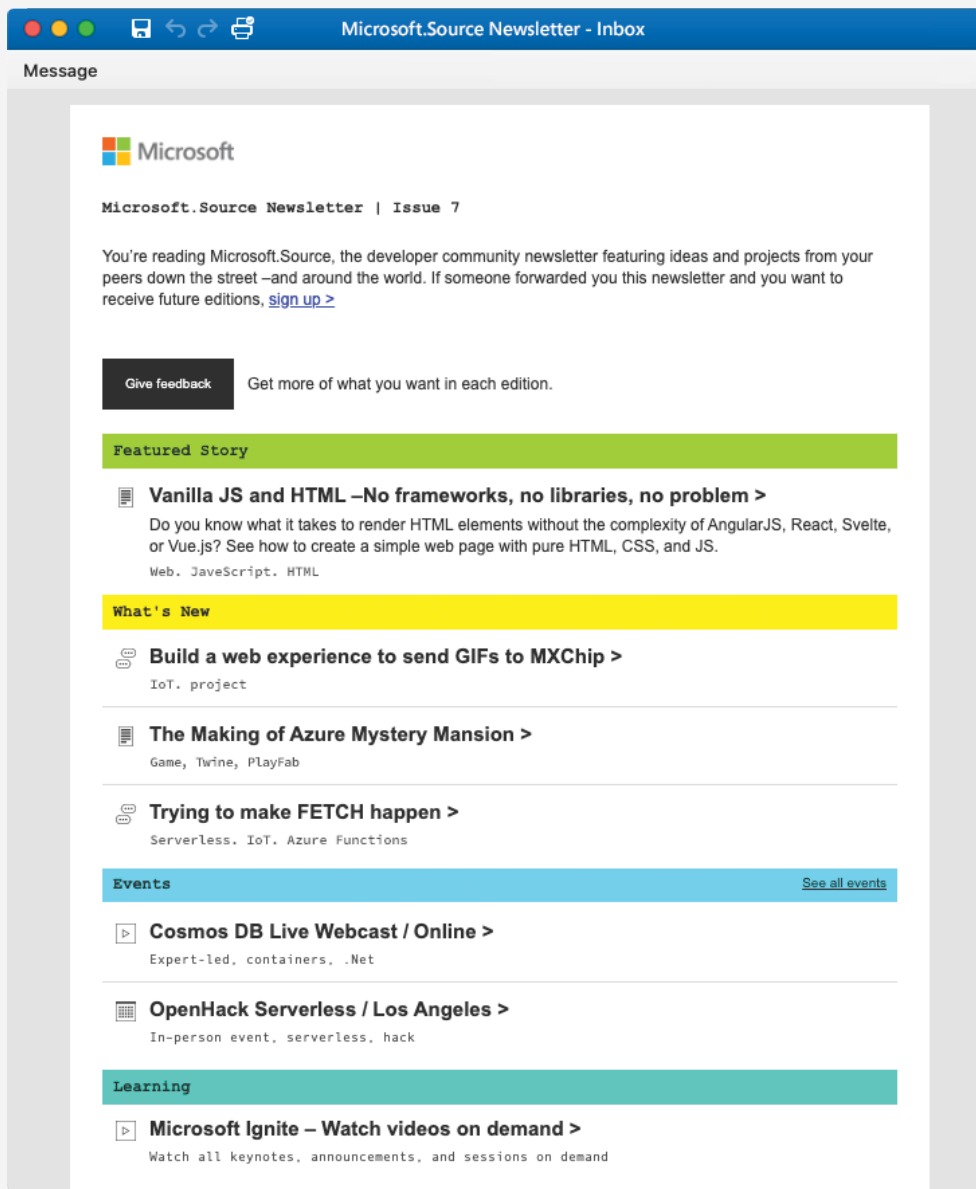 Microsoft.Source Newsletter - Inbox
Message
Microsoft
Microsoft.Source Newsletter | Issue 7
You're reading Microsoft.Source, the developer community newsletter featuring ideas and projects from your
peers down the street –and around the world. If someone forwarded you this newsletter and you want to
receive future editions, sign up >
Give feedback Get more of what you want in each edition.
Featured Story
Vanilla JS and HTML –No frameworks, no libraries, no problem >
Do you know what it takes to render HTML elements without the complexity of AngularJS, React, Svelte,
or Vue.js? See how to create a simple web page with pure HTML, CSS, and JS.
Web. JaveScript. HTML
What's New
Build a web experience to send GIFs to MXChip >
IoT. project
The Making of Azure Mystery Mansion >
Game, Twine, PlayFab
Trying to make FETCH happen >
Serverless. IoT. Azure Functions
Events See all events
Cosmos DB Live Webcast / Online >
Expert-led, containers, .Net
OpenHack Serverless / Los Angeles >
In-person event, serverless, hack
Learning
Microsoft Ignite – Watch videos on demand >
Watch all keynotes, announcements, and sessions on demand